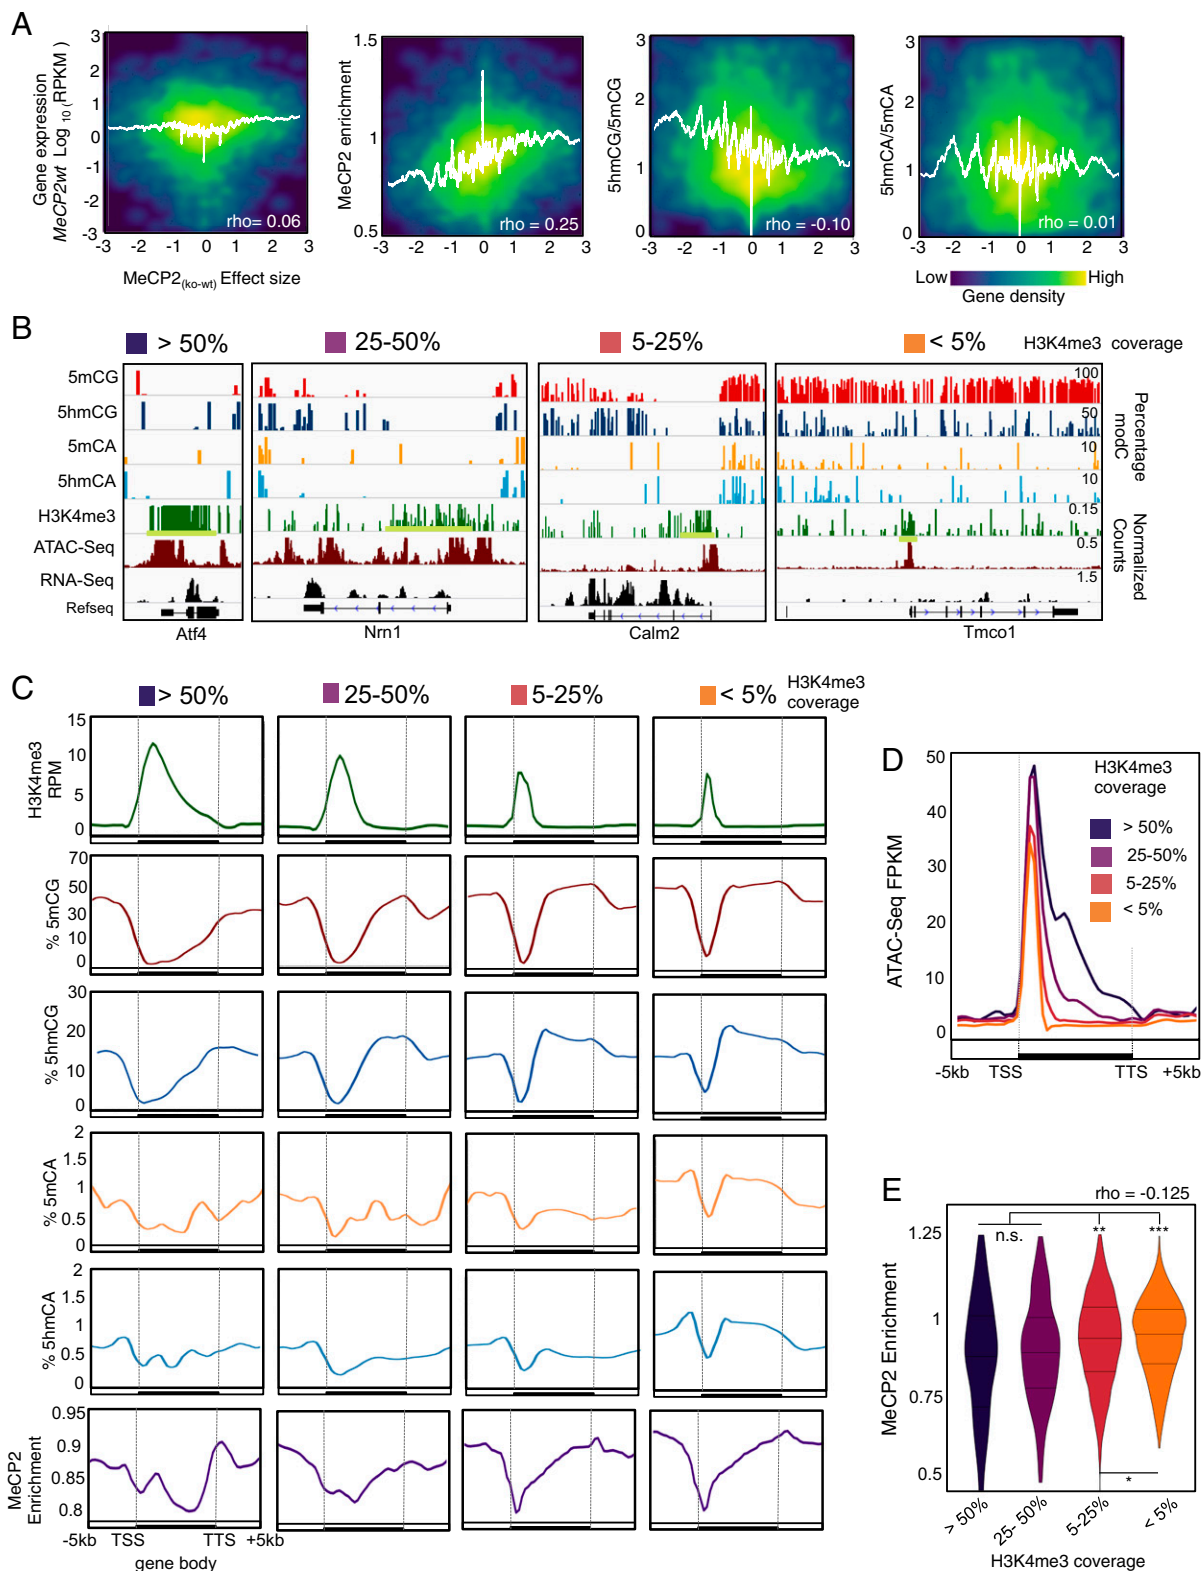 A
Gene expression
MeCP2wt Log 10 (RPKM )
3
2
1
0
-1
-2
-3
rho= 0.06
-3 -2 -1 0 1 2 3
MeCP2(ko-wt) Effect size
MeCP2 enrichment
1.5
1
0.5
rho = 0.25
-3 -2 -1 0 1 2 3
5hmCG/5mCG
3
2
1
0
rho = -0.10
-3 -2 -1 0 1 2 3
5hmCA/5mCA
3
2
1
0
rho = 0.01
-3 -2 -1 0 1 2 3
Low High
Gene density
B
> 50% 25-50% 5-25% < 5% H3K4me3 coverage
5mCG
5hmCG
5mCA
5hmCA
H3K4me3
ATAC-Seq
RNA-Seq
Refseq
100
50
10
10
0.15
0.5
1.5
Percentage
modC
Normalized
Counts
Atf4 Nrn1 Calm2 Tmco1
C
> 50% 25-50% 5-25% < 5% H3K4me3
coverage
H3K4me3
RPM
15
10
5
0
% 5mCG
70
50
30
10
0
% 5hmCG
30
20
10
0
% 5mCA
2
1.5
1
0.5
0
% 5hmCA
2
1.5
1
0.5
0
MeCP2
Enrichment
0.95
0.9
0.85
0.8
-5kb TSS TTS +5kb
gene body
D
ATAC-Seq FPKM
50
40
30
20
10
0
H3K4me3
coverage
> 50%
25-50%
5-25%
< 5%
-5kb TSS TTS +5kb
E
rho = -0.125
n.s. ** ***
MeCP2 Enrichment
1.25
1
0.75
0.5
*
> 50% 25- 50% 5-25% < 5%
H3K4me3 coverage